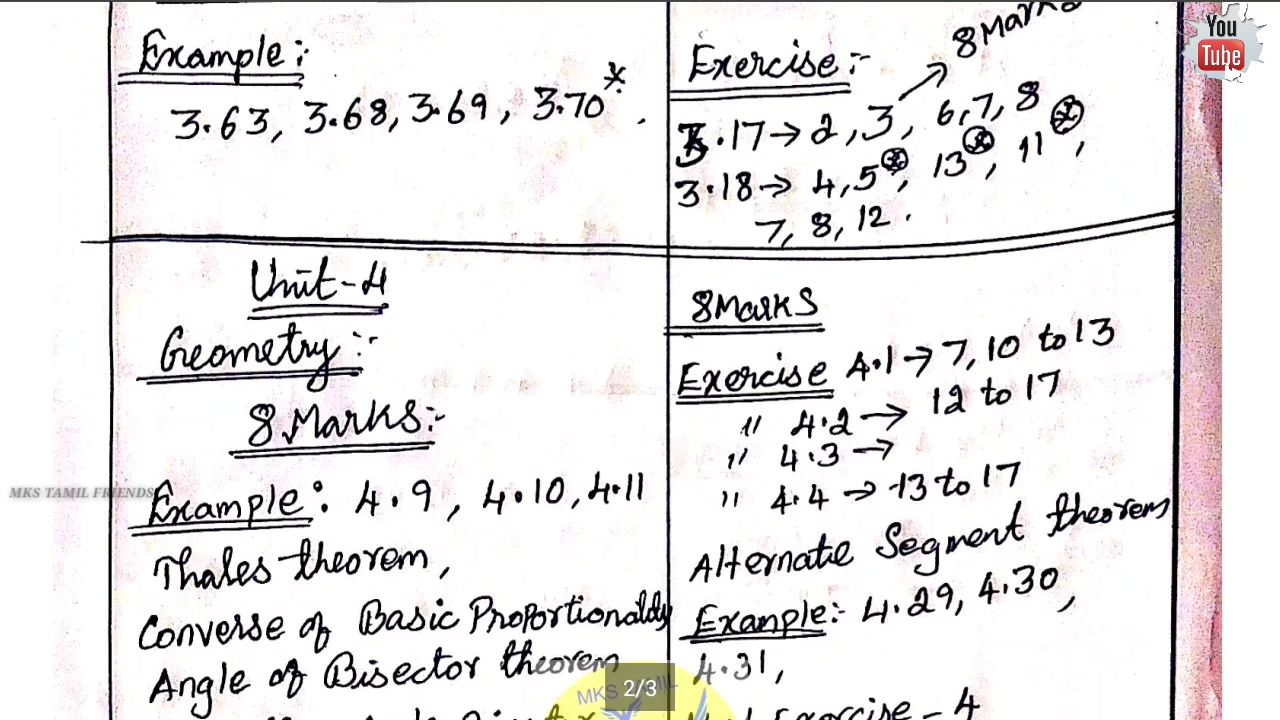 Example:-
3.63, 3.68, 3.69, 3.70*.
Exercise:- → 8 Marks
3.17→ 2, 3, 6, 7, 8
3.18→ 4, 5, 13, 11,
7, 8, 12.
Unit-4
Geometry:-
8 Marks:-
Example: 4.9, 4.10, 4.11
Thales theorem,
Converse of Basic Proportionality
Angle of Bisector theorem
8 Marks
Exercise 4.1→ 7, 10 to 13
" 4.2 → 12 to 17
" 4.3 →
" 4.4 → 13 to 17
Alternate Segment theorem
Example:- 4.29, 4.30,
4.31,
Exercise - 4
You
Tube
MKS TAMIL FRIENDS
MKS TAMIL
2/3